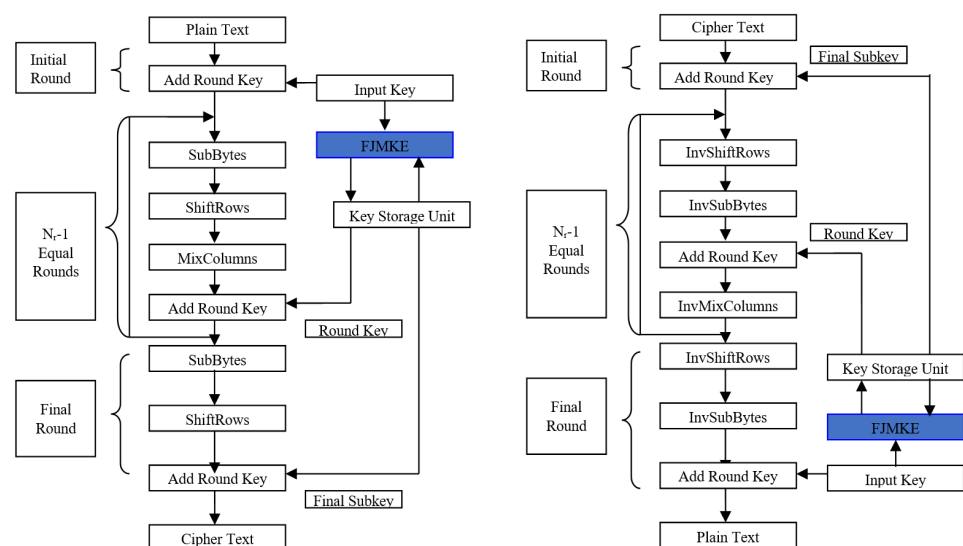 Plain Text
Initial
Round
Add Round Key
Input Key
FJMKE
SubBytes
ShiftRows
Key Storage Unit
Nᵣ-1
Equal
Rounds
MixColumns
Add Round Key
Round Key
SubBytes
Final
Round
ShiftRows
Add Round Key
Final Subkey
Cipher Text
Cipher Text
Initial
Round
Final Subkey
Add Round Key
InvShiftRows
InvSubBytes
Nᵣ-1
Equal
Rounds
Round Key
Add Round Key
InvMixColumns
InvShiftRows
Key Storage Unit
Final
Round
InvSubBytes
FJMKE
Add Round Key
Input Key
Plain Text